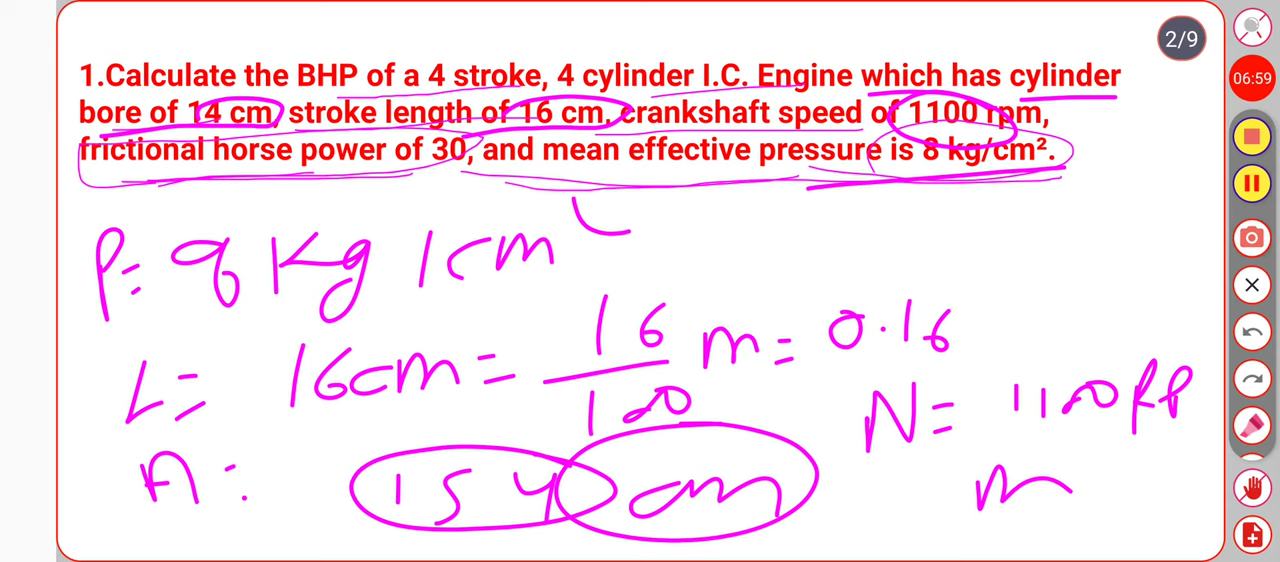 2/9
1.Calculate the BHP of a 4 stroke, 4 cylinder I.C. Engine which has cylinder
06:59
bore of 14 cm, stroke length of 16 cm, crankshaft speed of 1100 rpm,
frictional horse power of 30, and mean effective pressure is 8 kg/cm².
P= 8 Kg / cm²
L= 16cm = 16/100 m = 0.16
N= 1100 RP
m
A= 154 cm